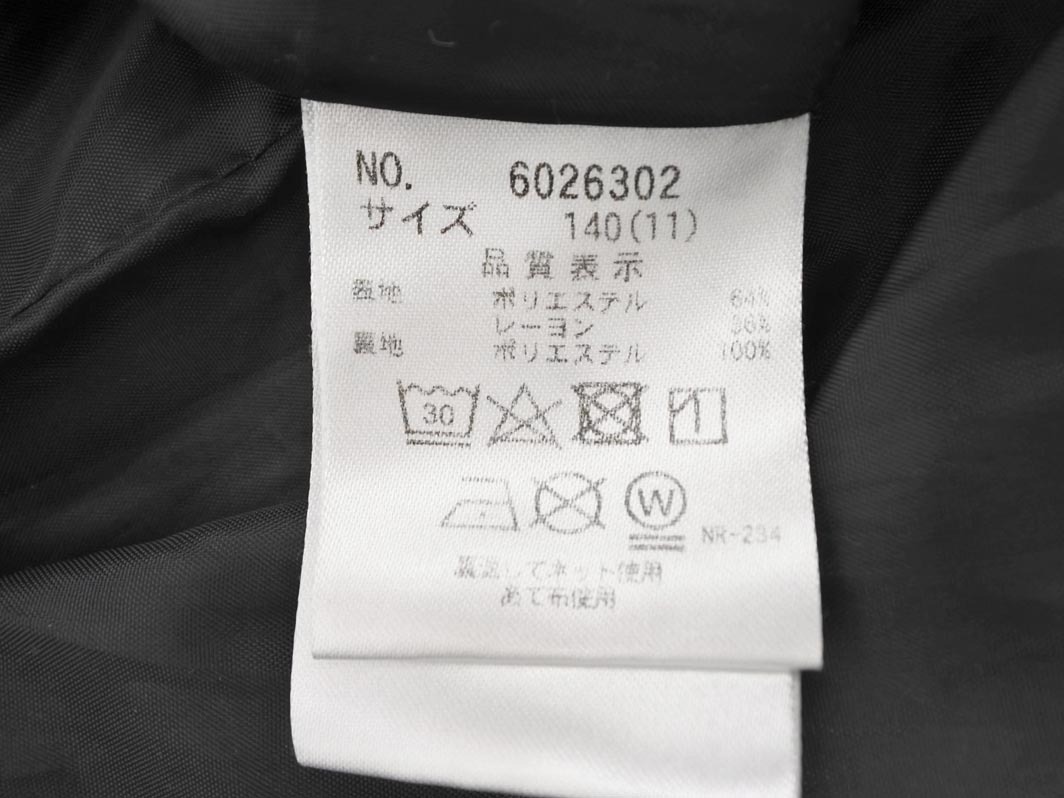 NO. 6026302
サイズ 140(11)
品質表示
表地 ポリエステル 64%
レーヨン 36%
裏地 ポリエステル 100%
30
W
NR-234
裏返してネット使用
あて布使用